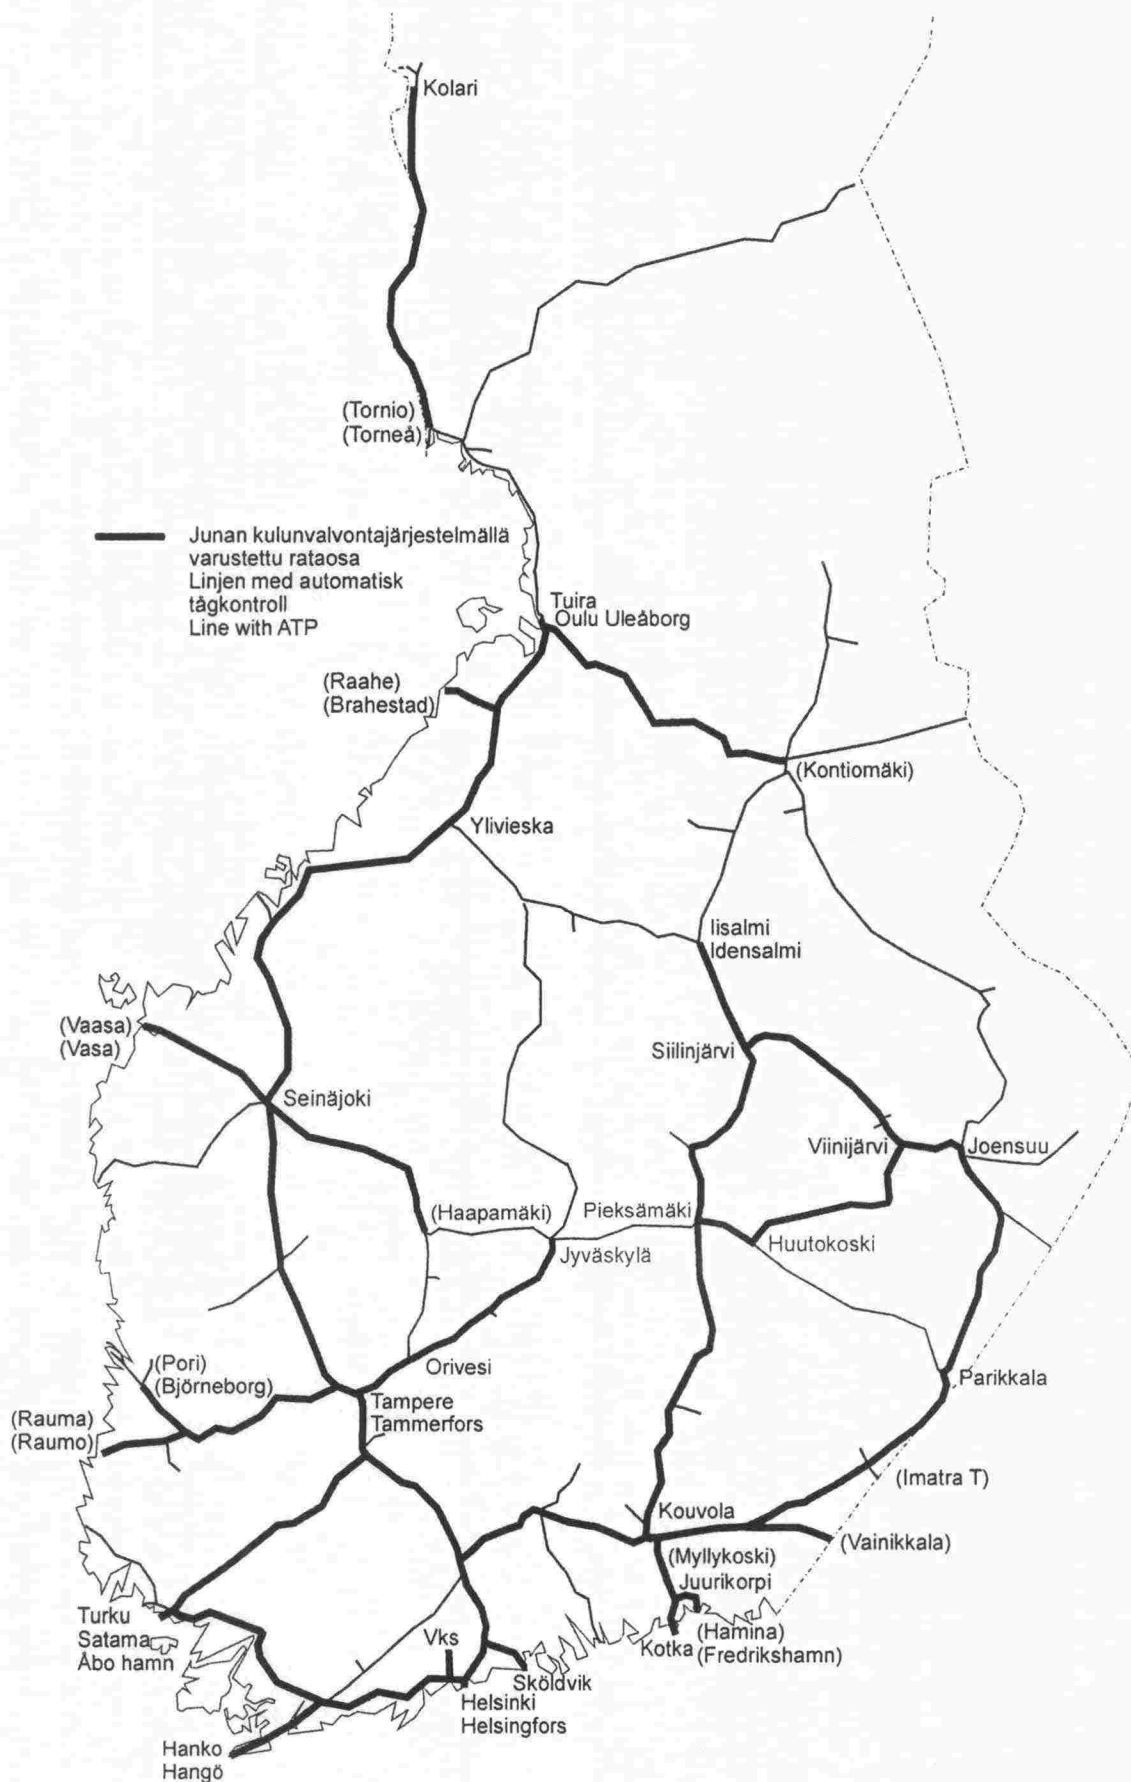 Kolari
(Tornio)
(Torneå)
Junan kulunvalvontajärjestelmällä
varustettu rataosa
Linjen med automatisk
tågkontroll
Line with ATP
Tuira
Oulu Uleåborg
(Raahe)
(Brahestad)
(Kontiomäki)
Ylivieska
Iisalmi
Idensalmi
(Vaasa)
(Vasa)
Siilinjärvi
Seinäjoki
Viinijärvi
Joensuu
(Haapamäki)
Pieksämäki
Huutokoski
Jyväskylä
Orivesi
(Pori)
(Björneborg)
Parikkala
Tampere
Tammerfors
(Rauma)
(Raumo)
(Imatra T)
Kouvola
(Vainikkala)
(Myllykoski)
Juurikorpi
Turku
Satama
Åbo hamn
Vks
(Hamina)
Kotka (Fredrikshamn)
Sköldvik
Helsinki
Helsingfors
Hanko
Hangö